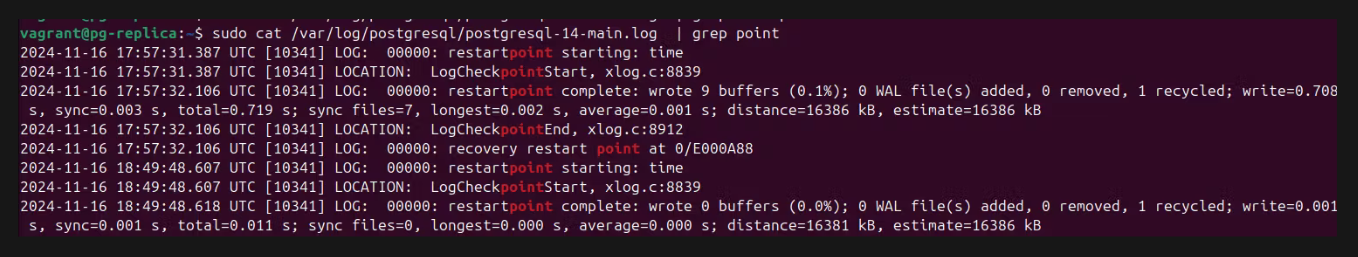 vagrant@pg-replica:~$ sudo cat /var/log/postgresql/postgresql-14-main.log  | grep point
2024-11-16 17:57:31.387 UTC [10341] LOG:  00000: restartpoint starting: time
2024-11-16 17:57:31.387 UTC [10341] LOCATION:  LogCheckpointStart, xlog.c:8839
2024-11-16 17:57:32.106 UTC [10341] LOG:  00000: restartpoint complete: wrote 9 buffers (0.1%); 0 WAL file(s) added, 0 removed, 1 recycled; write=0.708
 s, sync=0.003 s, total=0.719 s; sync files=7, longest=0.002 s, average=0.001 s; distance=16386 kB, estimate=16386 kB
2024-11-16 17:57:32.106 UTC [10341] LOCATION:  LogCheckpointEnd, xlog.c:8912
2024-11-16 17:57:32.106 UTC [10341] LOG:  00000: recovery restart point at 0/E000A88
2024-11-16 18:49:48.607 UTC [10341] LOG:  00000: restartpoint starting: time
2024-11-16 18:49:48.607 UTC [10341] LOCATION:  LogCheckpointStart, xlog.c:8839
2024-11-16 18:49:48.618 UTC [10341] LOG:  00000: restartpoint complete: wrote 0 buffers (0.0%); 0 WAL file(s) added, 0 removed, 1 recycled; write=0.001
 s, sync=0.001 s, total=0.011 s; sync files=0, longest=0.000 s, average=0.000 s; distance=16381 kB, estimate=16386 kB